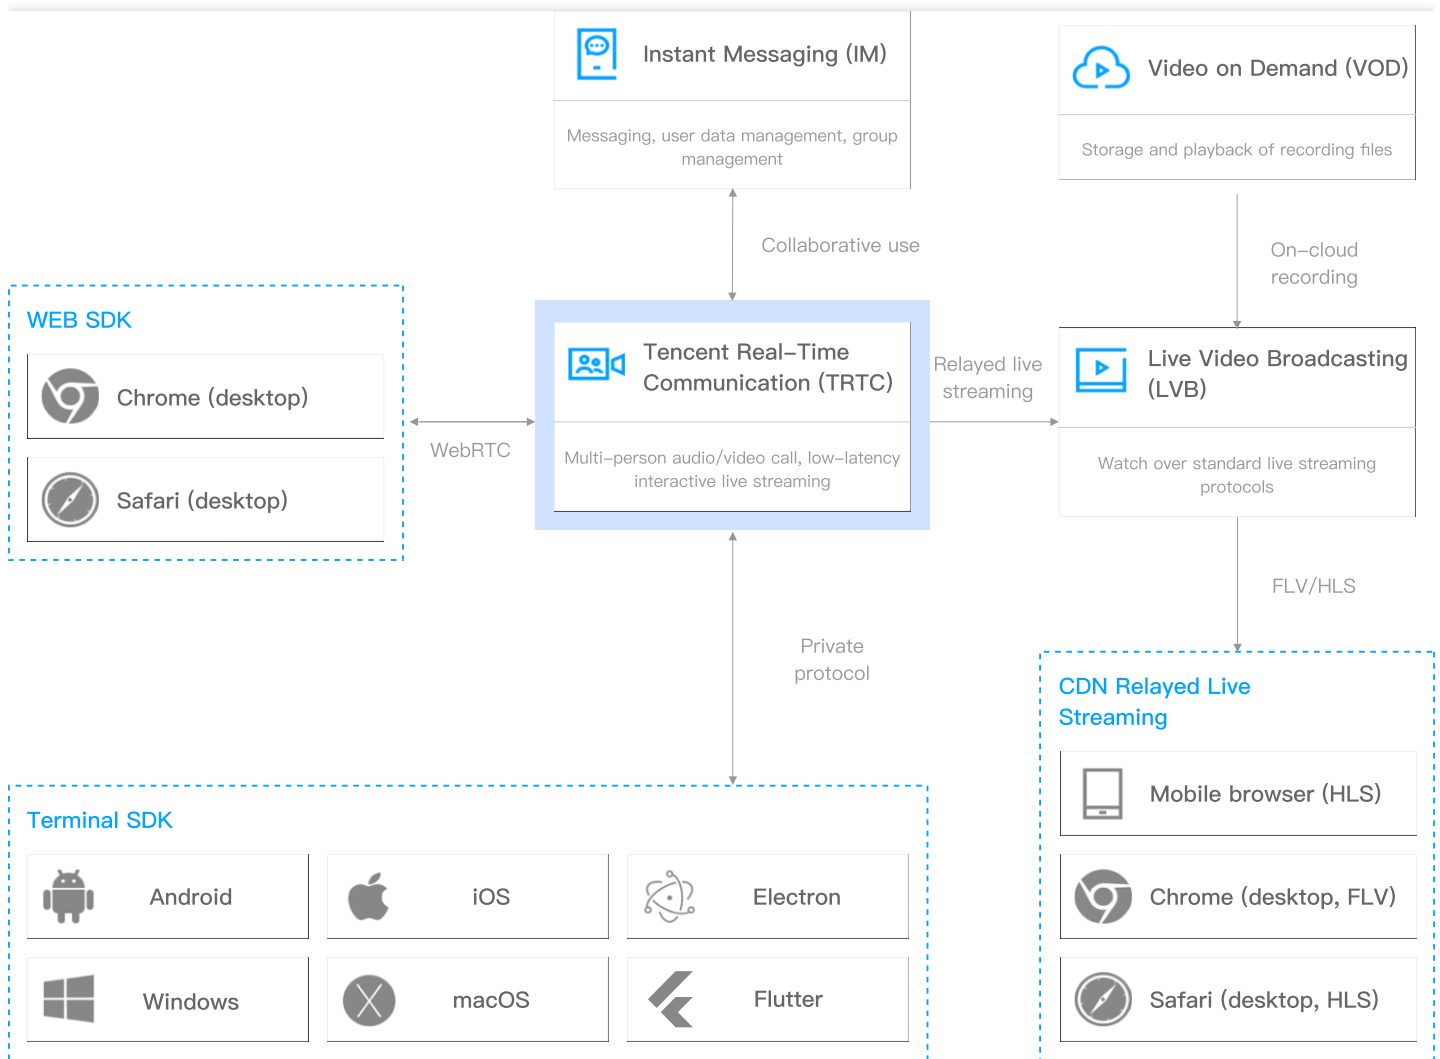 Instant Messaging (IM)
Messaging, user data management, group
management
Video on Demand (VOD)
Storage and playback of recording files
Collaborative use
On-cloud
recording
WEB SDK
Chrome (desktop)
Safari (desktop)
WebRTC
Tencent Real-Time
Communication (TRTC)
Multi-person audio/video call, low-latency
interactive live streaming
Relayed live
streaming
Live Video Broadcasting
(LVB)
Watch over standard live streaming
protocols
FLV/HLS
Private
protocol
CDN Relayed Live
Streaming
Mobile browser (HLS)
Chrome (desktop, FLV)
Safari (desktop, HLS)
Terminal SDK
Android
iOS
Electron
Windows
macOS
Flutter